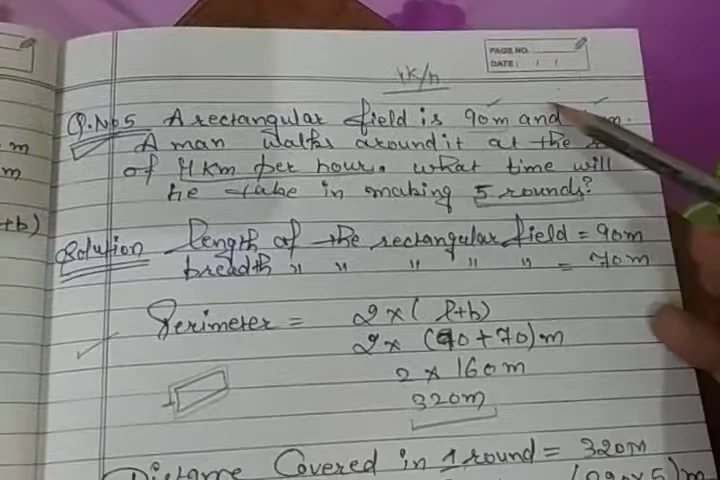 PAGE NO.
DATE: / /
4K/h
m
m
+b)
Q.No5 A rectangular field is 90m and m.
A man walks around it at the
of 4 Km per hour. What time will
he take in making 5 rounds?
Solution Length of the rectangular field = 90m
breadth " " " " " = 70m
Perimeter = 2 × ( l+b)
2 × (90+70)m
2 × 160m
320m
Distance Covered in 1 round = 320m